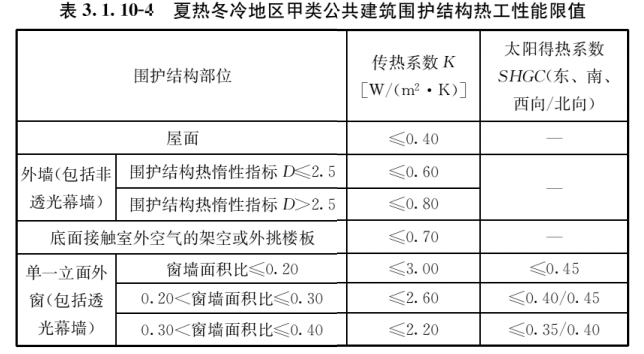 表 3.1.10-4 夏热冬冷地区甲类公共建筑围护结构热工性能限值
围护结构部位 传热系数 K [W/(m²·K)] 太阳得热系数 SHGC(东、南、西向/北向)
屋面 ≤0.40 —
外墙(包括非透光幕墙) 围护结构热惰性指标 D≤2.5 ≤0.60 —
围护结构热惰性指标 D>2.5 ≤0.80
底面接触室外空气的架空或外挑楼板 ≤0.70 —
单一立面外窗(包括透光幕墙) 窗墙面积比≤0.20 ≤3.00 ≤0.45
0.20<窗墙面积比≤0.30 ≤2.60 ≤0.40/0.45
0.30<窗墙面积比≤0.40 ≤2.20 ≤0.35/0.40